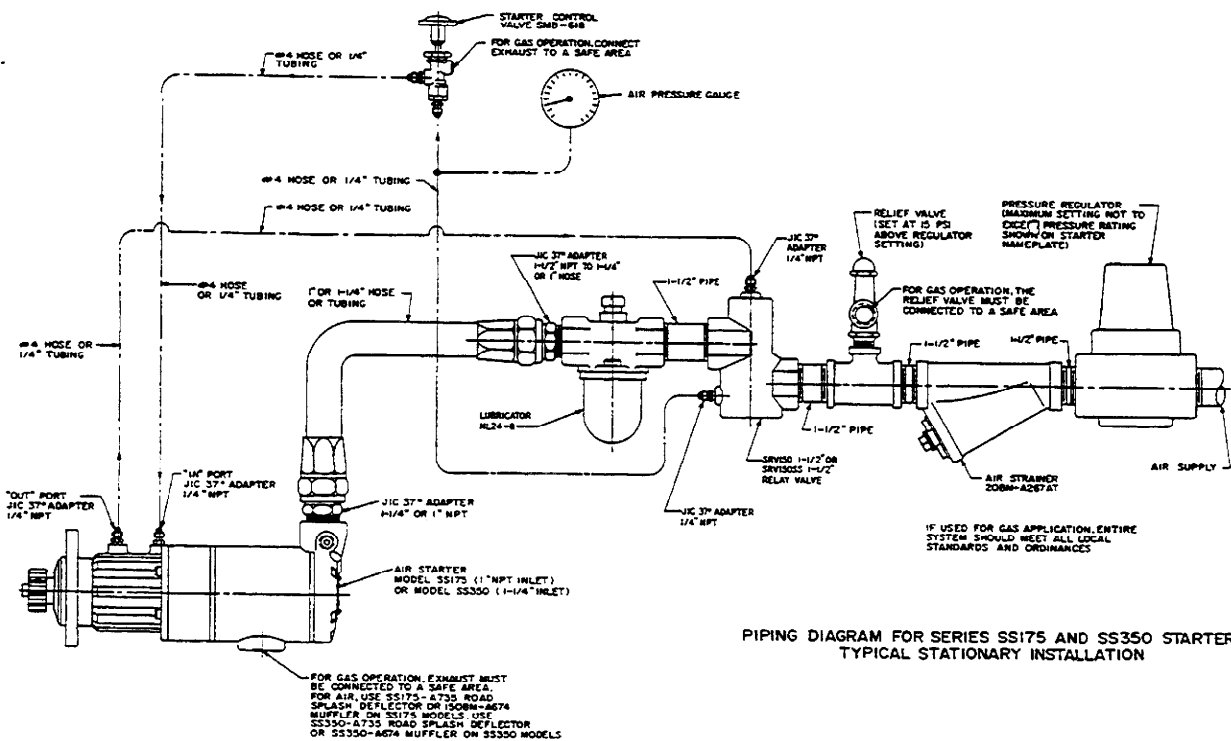 STARTER CONTROL
VALVE SMB-618
FOR GAS OPERATION, CONNECT
EXHAUST TO A SAFE AREA
#4 HOSE OR 1/4"
TUBING
AIR PRESSURE GAUGE
#4 HOSE OR 1/4" TUBING
#4 HOSE OR 1/4" TUBING
RELIEF VALVE
(SET AT 15 PSI
ABOVE REGULATOR
SETTING)
PRESSURE REGULATOR
(MAXIMUM SETTING NOT TO
PRESSURE RATING
SHOWN ON STARTER
NAMEPLATE)
JIC 37° ADAPTER
1-1/2" NPT TO 1-1/4"
OR 1" HOSE
JIC 37°
ADAPTER
1/4" NPT
#4 HOSE
OR 1/4" TUBING
1" OR 1-1/4" HOSE
OR TUBING
1-1/2" PIPE
FOR GAS OPERATION, THE
RELIEF VALVE MUST BE
CONNECTED TO A SAFE AREA
#4 HOSE OR
1/4" TUBING
1-1/2" PIPE
1-1/2" PIPE
LUBRICATOR
NL24-8
1-1/2" PIPE
SRV150 1-1/2" OR
SRV150SS 1-1/2"
RELAY VALVE
AIR SUPPLY
"IN" PORT
JIC 37° ADAPTER
1/4" NPT
AIR STRAINER
20BM-A267AT
"OUT" PORT
JIC 37° ADAPTER
1/4" NPT
JIC 37° ADAPTER
1-1/4" OR 1" NPT
JIC 37° ADAPTER
1/4" NPT
IF USED FOR GAS APPLICATION, ENTIRE
SYSTEM SHOULD MEET ALL LOCAL
STANDARDS AND ORDINANCES
AIR STARTER
MODEL SS175 (1" NPT INLET)
OR MODEL SS350 (1-1/4" INLET)
PIPING DIAGRAM FOR SERIES SS175 AND SS350 STARTER
TYPICAL STATIONARY INSTALLATION
FOR GAS OPERATION, EXHAUST MUST
BE CONNECTED TO A SAFE AREA.
FOR AIR, USE SS175-A735 ROAD
SPLASH DEFLECTOR OR 150BM-A674
MUFFLER ON SS175 MODELS. USE
SS350-A735 ROAD SPLASH DEFLECTOR
OR SS350-A674 MUFFLER ON SS350 MODELS